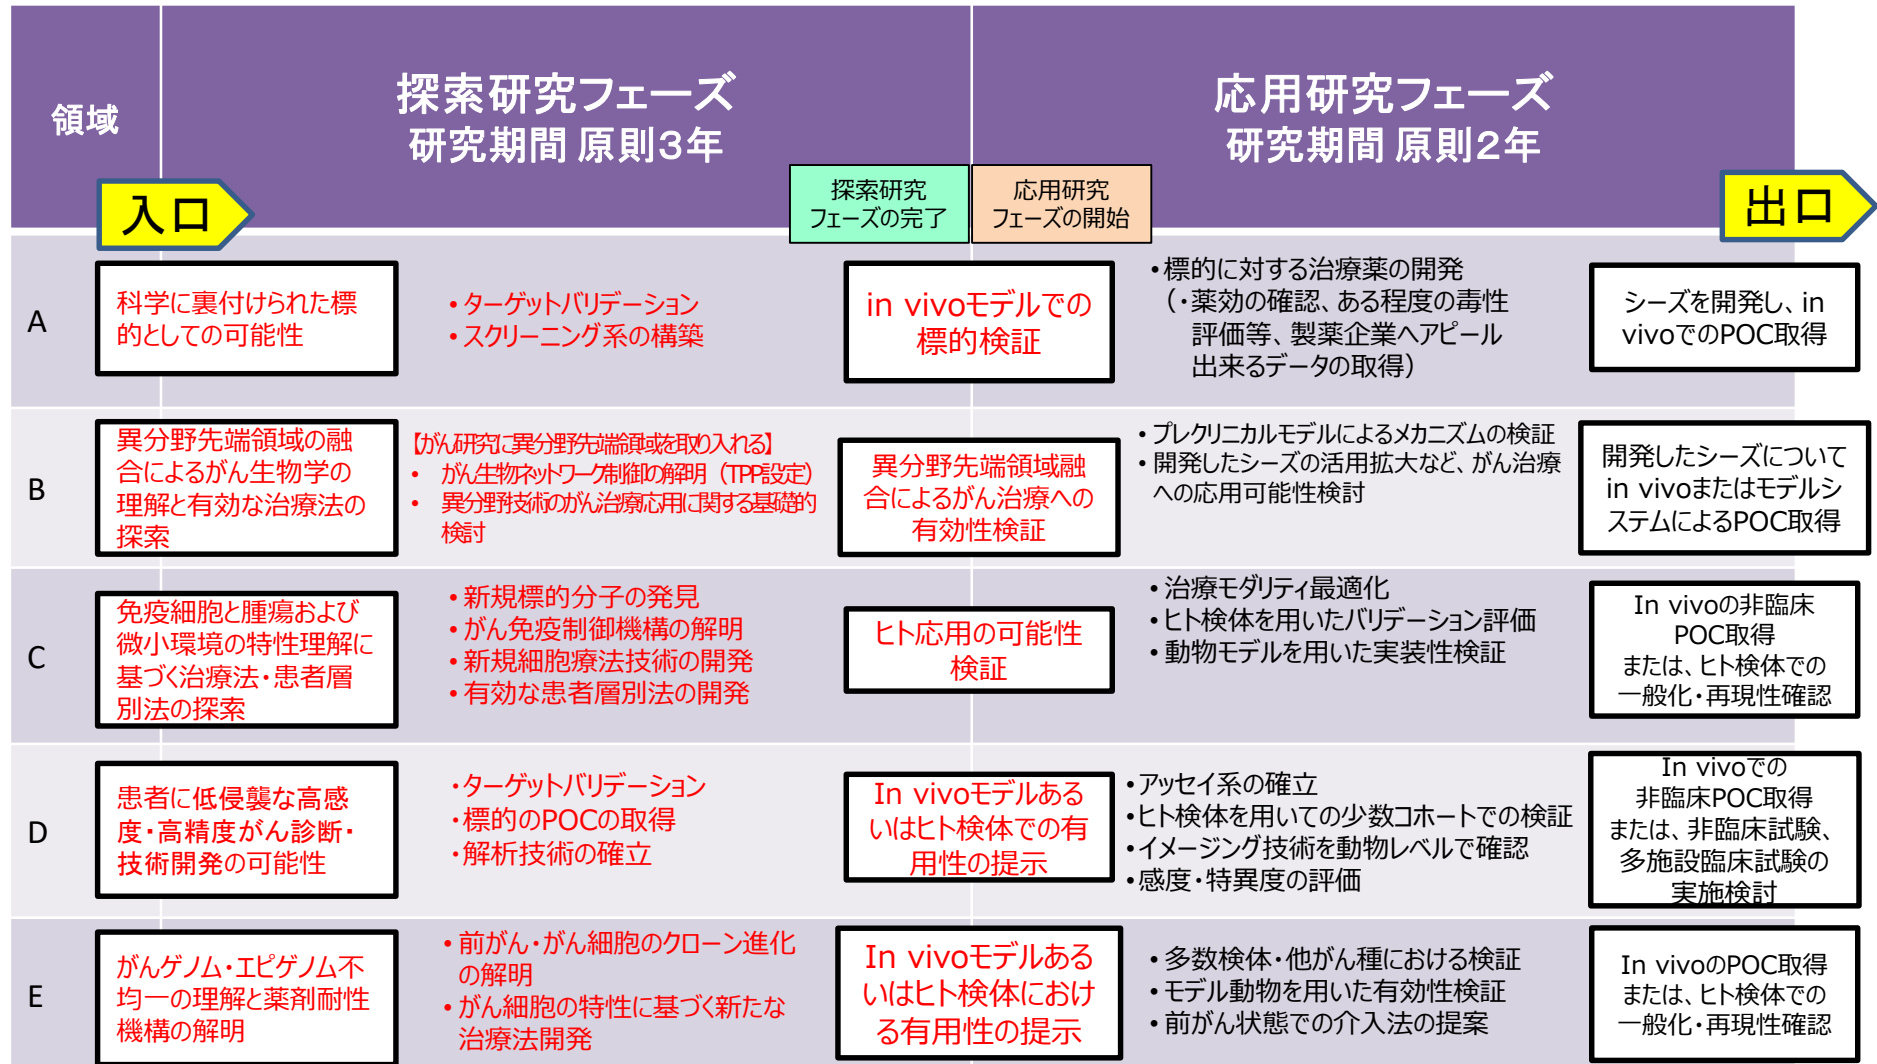 領域
探索研究フェーズ
研究期間 原則3年
応用研究フェーズ
研究期間 原則2年
入口
探索研究
フェーズの完了
応用研究
フェーズの開始
出口
A
科学に裏付けられた標
的としての可能性
•ターゲットバリデーション
•スクリーニング系の構築
in vivoモデルでの
標的検証
•標的に対する治療薬の開発
(・薬効の確認、ある程度の毒性
評価等、製薬企業へアピール
出来るデータの取得)
シーズを開発し、in
vivoでのPOC取得
B
異分野先端領域の融
合によるがん生物学の
理解と有効な治療法の
探索
【がん研究に異分野先端領域を取り入れる】
• がん生物ネットワーク制御の解明（TPP設定）
• 異分野技術のがん治療応用に関する基礎的
検討
異分野先端領域融
合によるがん治療への
有効性検証
•プレクリニカルモデルによるメカニズムの検証
•開発したシーズの活用拡大など、がん治療
への応用可能性検討
開発したシーズについて
in vivoまたはモデルシ
ステムによるPOC取得
C
免疫細胞と腫瘍および
微小環境の特性理解に
基づく治療法・患者層
別法の探索
•新規標的分子の発見
•がん免疫制御機構の解明
•新規細胞療法技術の開発
•有効な患者層別法の開発
ヒト応用の可能性
検証
•治療モダリティ最適化
•ヒト検体を用いたバリデーション評価
•動物モデルを用いた実装性検証
In vivoの非臨床
POC取得
または、ヒト検体での
一般化・再現性確認
D
患者に低侵襲な高感
度・高精度がん診断・
技術開発の可能性
・ターゲットバリデーション
・標的のPOCの取得
・解析技術の確立
In vivoモデルある
いはヒト検体での有
用性の提示
•アッセイ系の確立
•ヒト検体を用いての少数コホートでの検証
•イメージング技術を動物レベルで確認
•感度・特異度の評価
In vivoでの
非臨床POC取得
または、非臨床試験、
多施設臨床試験の
実施検討
E
がんゲノム・エピゲノム不
均一の理解と薬剤耐性
機構の解明
•前がん・がん細胞のクローン進化
の解明
•がん細胞の特性に基づく新たな
治療法開発
In vivoモデルある
いはヒト検体におけ
る有用性の提示
•多数検体・他がん種における検証
•モデル動物を用いた有効性検証
•前がん状態での介入法の提案
In vivoのPOC取得
または、ヒト検体での
一般化・再現性確認